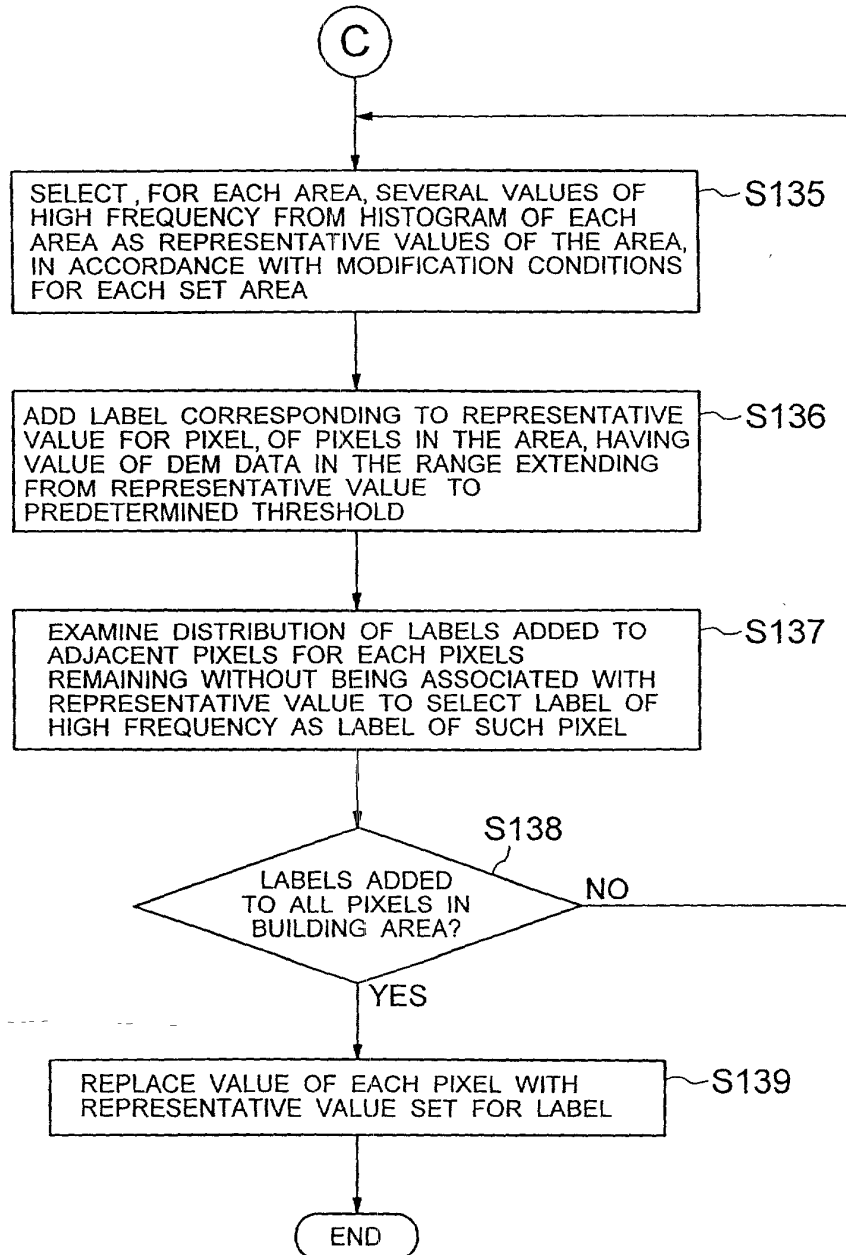 C
SELECT, FOR EACH AREA, SEVERAL VALUES OF
HIGH FREQUENCY FROM HISTOGRAM OF EACH
AREA AS REPRESENTATIVE VALUES OF THE AREA,
IN ACCORDANCE WITH MODIFICATION CONDITIONS
FOR EACH SET AREA
S135
ADD LABEL CORRESPONDING TO REPRESENTATIVE
VALUE FOR PIXEL, OF PIXELS IN THE AREA, HAVING
VALUE OF DEM DATA IN THE RANGE EXTENDING
FROM REPRESENTATIVE VALUE TO
PREDETERMINED THRESHOLD
S136
EXAMINE DISTRIBUTION OF LABELS ADDED TO
ADJACENT PIXELS FOR EACH PIXELS
REMAINING WITHOUT BEING ASSOCIATED WITH
REPRESENTATIVE VALUE TO SELECT LABEL OF
HIGH FREQUENCY AS LABEL OF SUCH PIXEL
S137
S138
LABELS ADDED
TO ALL PIXELS IN
BUILDING AREA?
NO
YES
REPLACE VALUE OF EACH PIXEL WITH
REPRESENTATIVE VALUE SET FOR LABEL
S139
END